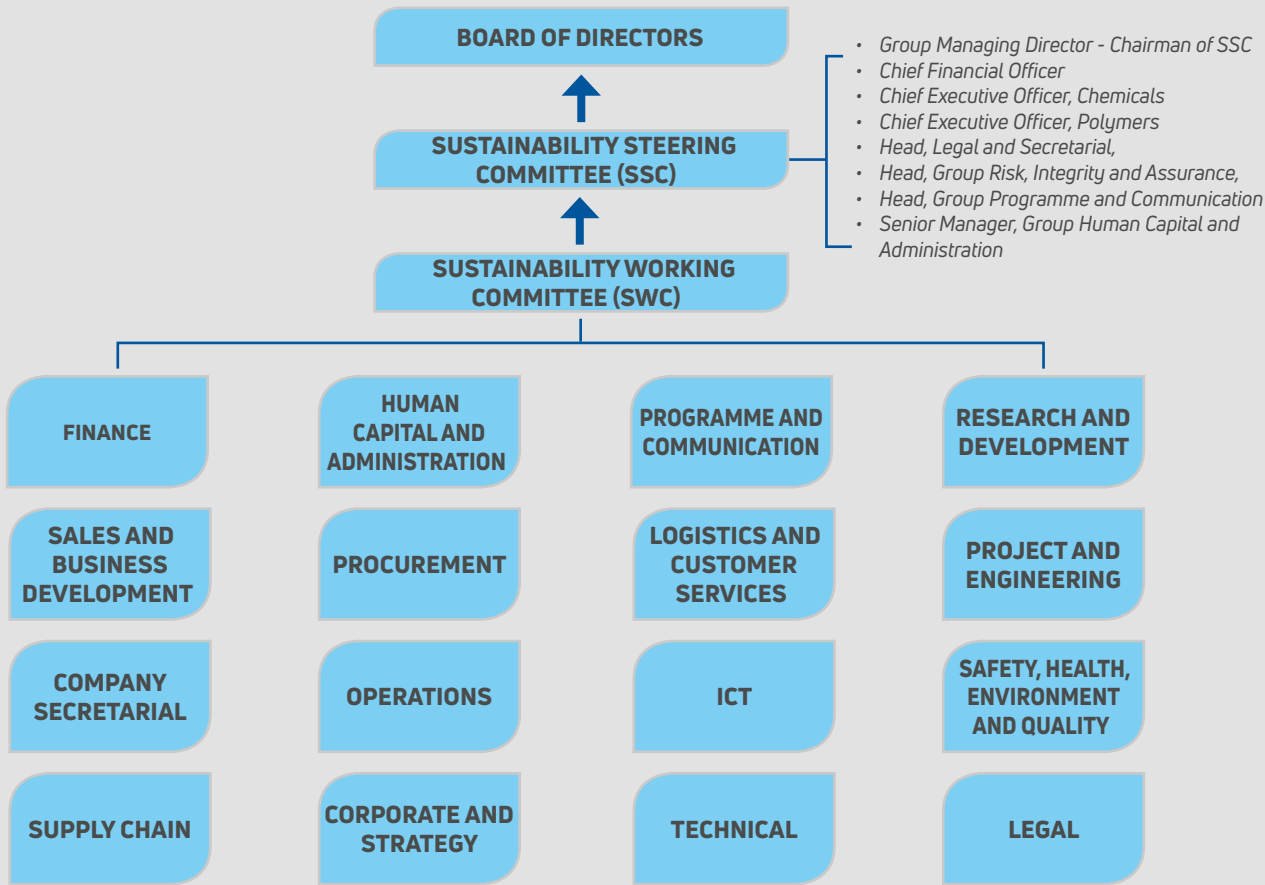 BOARD OF DIRECTORS
• Group Managing Director - Chairman of SSC
• Chief Financial Officer
• Chief Executive Officer, Chemicals
• Chief Executive Officer, Polymers
• Head, Legal and Secretarial,
• Head, Group Risk, Integrity and Assurance,
• Head, Group Programme and Communication
• Senior Manager, Group Human Capital and
Administration
SUSTAINABILITY STEERING
COMMITTEE (SSC)
SUSTAINABILITY WORKING
COMMITTEE (SWC)
FINANCE
HUMAN
CAPITAL AND
ADMINISTRATION
PROGRAMME AND
COMMUNICATION
RESEARCH AND
DEVELOPMENT
SALES AND
BUSINESS
DEVELOPMENT
PROCUREMENT
LOGISTICS AND
CUSTOMER
SERVICES
PROJECT AND
ENGINEERING
COMPANY
SECRETARIAL
OPERATIONS
ICT
SAFETY, HEALTH,
ENVIRONMENT
AND QUALITY
SUPPLY CHAIN
CORPORATE AND
STRATEGY
TECHNICAL
LEGAL